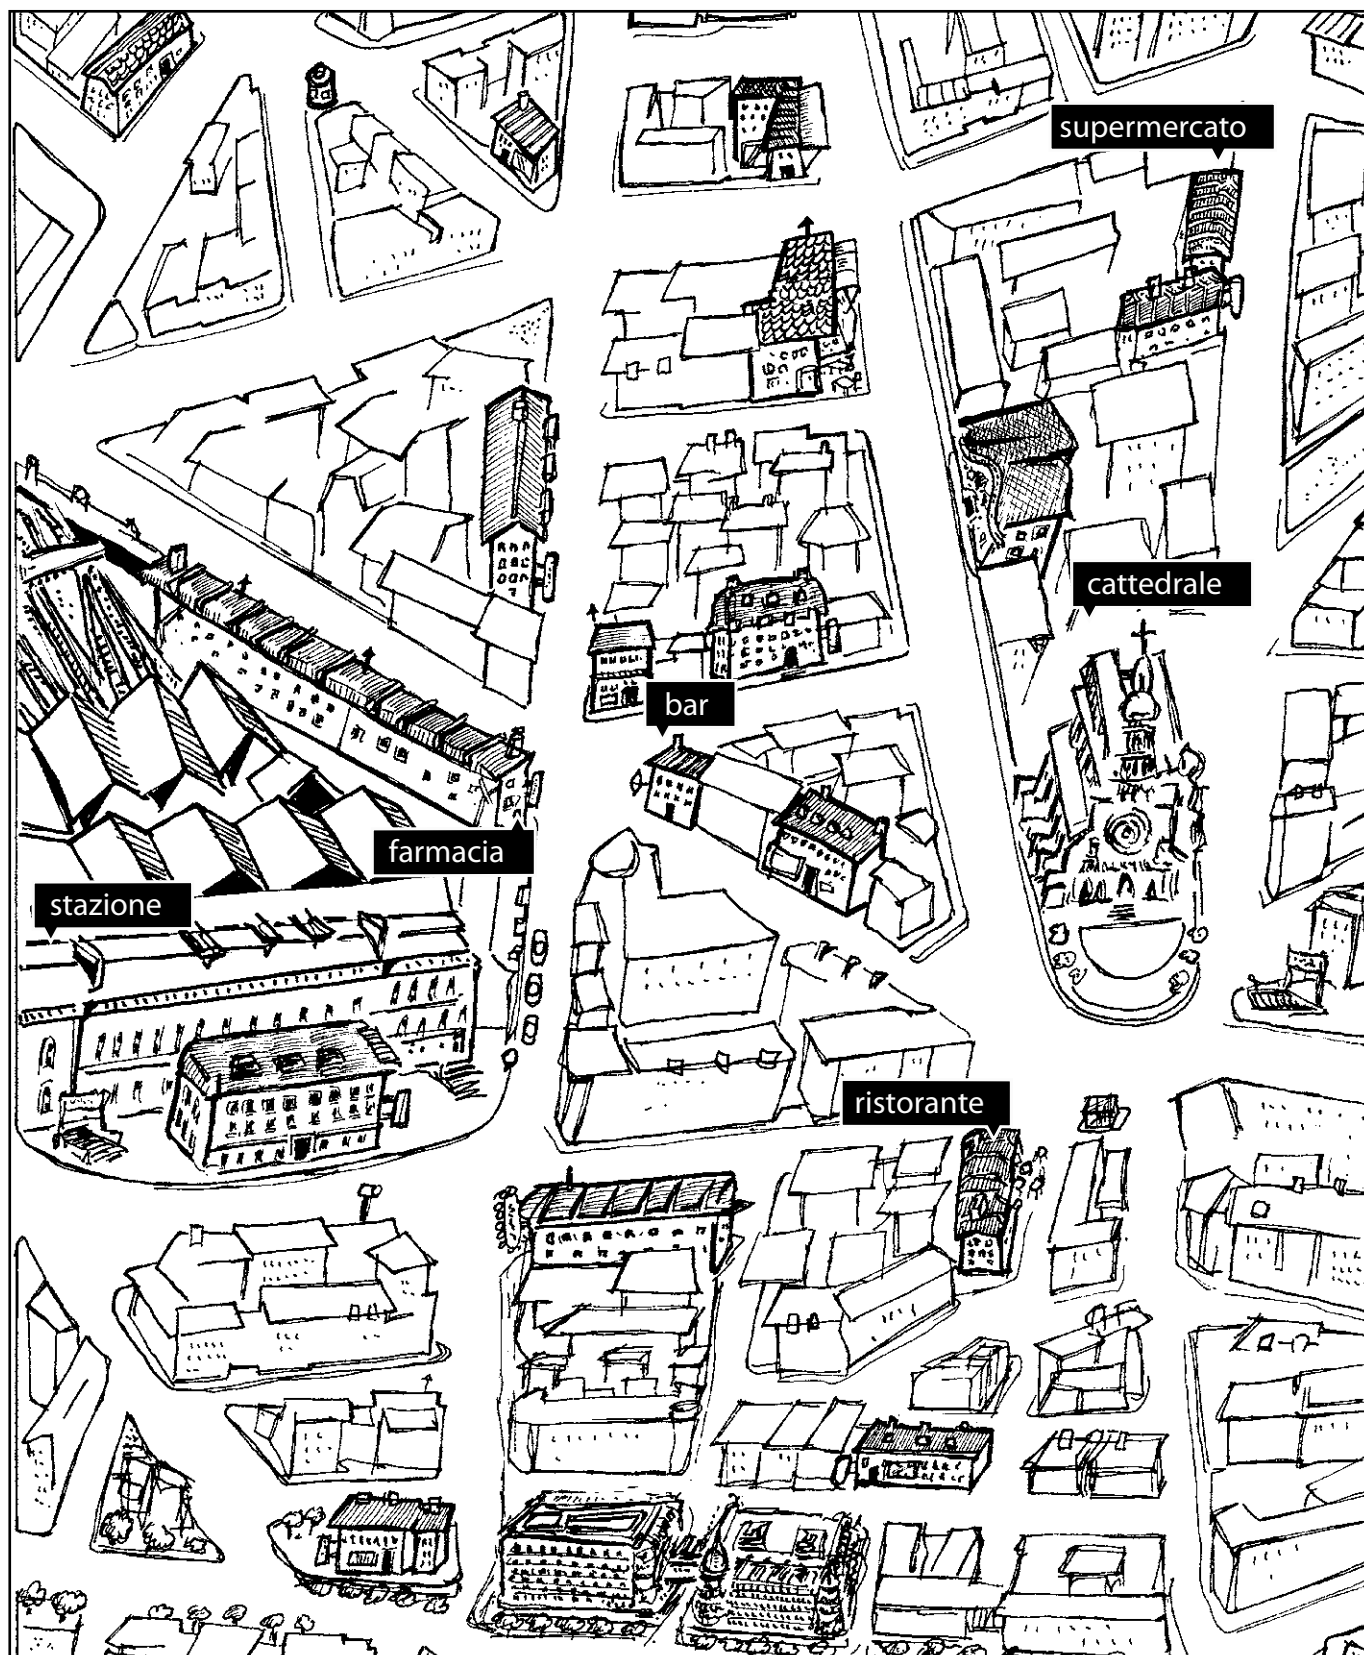 supermercato
cattedrale
bar
farmacia
stazione
ristorante